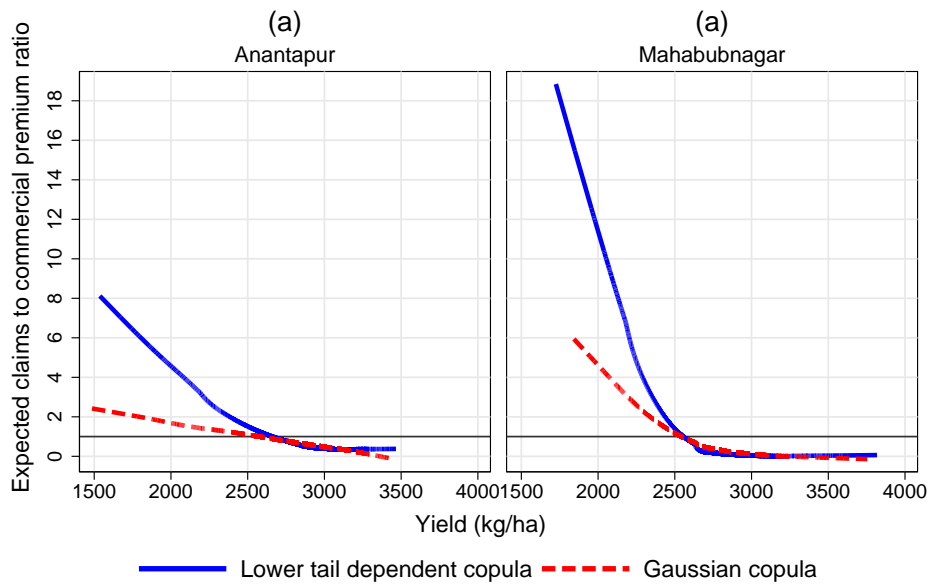 (a) (a)
Anantapur Mahabubnagar
Expected claims to commercial premium ratio
18
16
14
12
10
8
6
4
2
0
1500 2000 2500 3000 3500 4000 1500 2000 2500 3000 3500 4000
Yield (kg/ha)
Lower tail dependent copula Gaussian copula